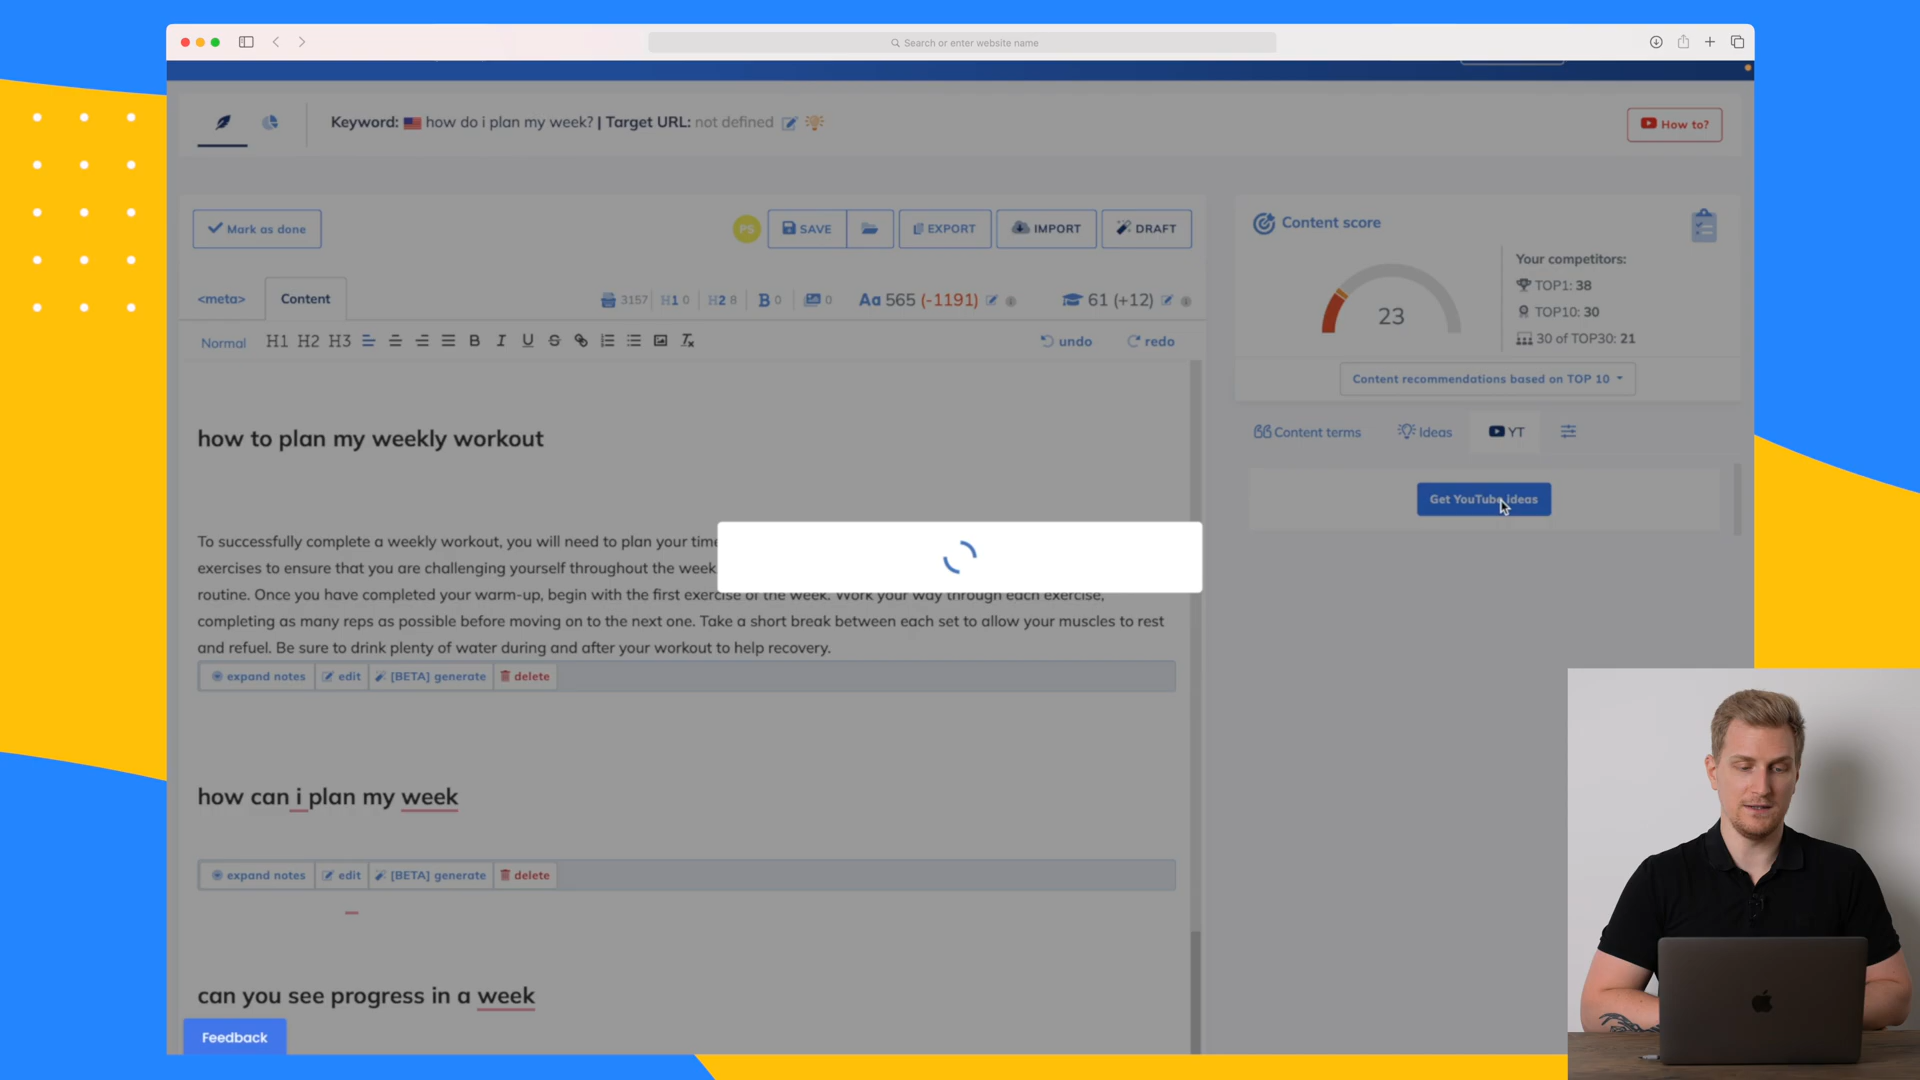 Search or enter website name
Keyword: how do i plan my week? | Target URL: not defined
How to?
Mark as done
PS
SAVE
EXPORT
IMPORT
DRAFT
<meta>
Content
3157
H1 0
H2 8
B 0
0
Aa 565 (-1191)
61 (+12)
Normal
H1 H2 H3
B I U S
undo
redo
how to plan my weekly workout
To successfully complete a weekly workout, you will need to plan your time
exercises to ensure that you are challenging yourself throughout the week
routine. Once you have completed your warm-up, begin with the first exercise of the week. Work your way through each exercise,
completing as many reps as possible before moving on to the next one. Take a short break between each set to allow your muscles to rest
and refuel. Be sure to drink plenty of water during and after your workout to help recovery.
expand notes
edit
[BETA] generate
delete
how can i plan my week
expand notes
edit
[BETA] generate
delete
can you see progress in a week
Feedback
Content score
23
Your competitors:
TOP1: 38
TOP10: 30
30 of TOP30: 21
Content recommendations based on TOP 10
Content terms
Ideas
YT
Get YouTube ideas